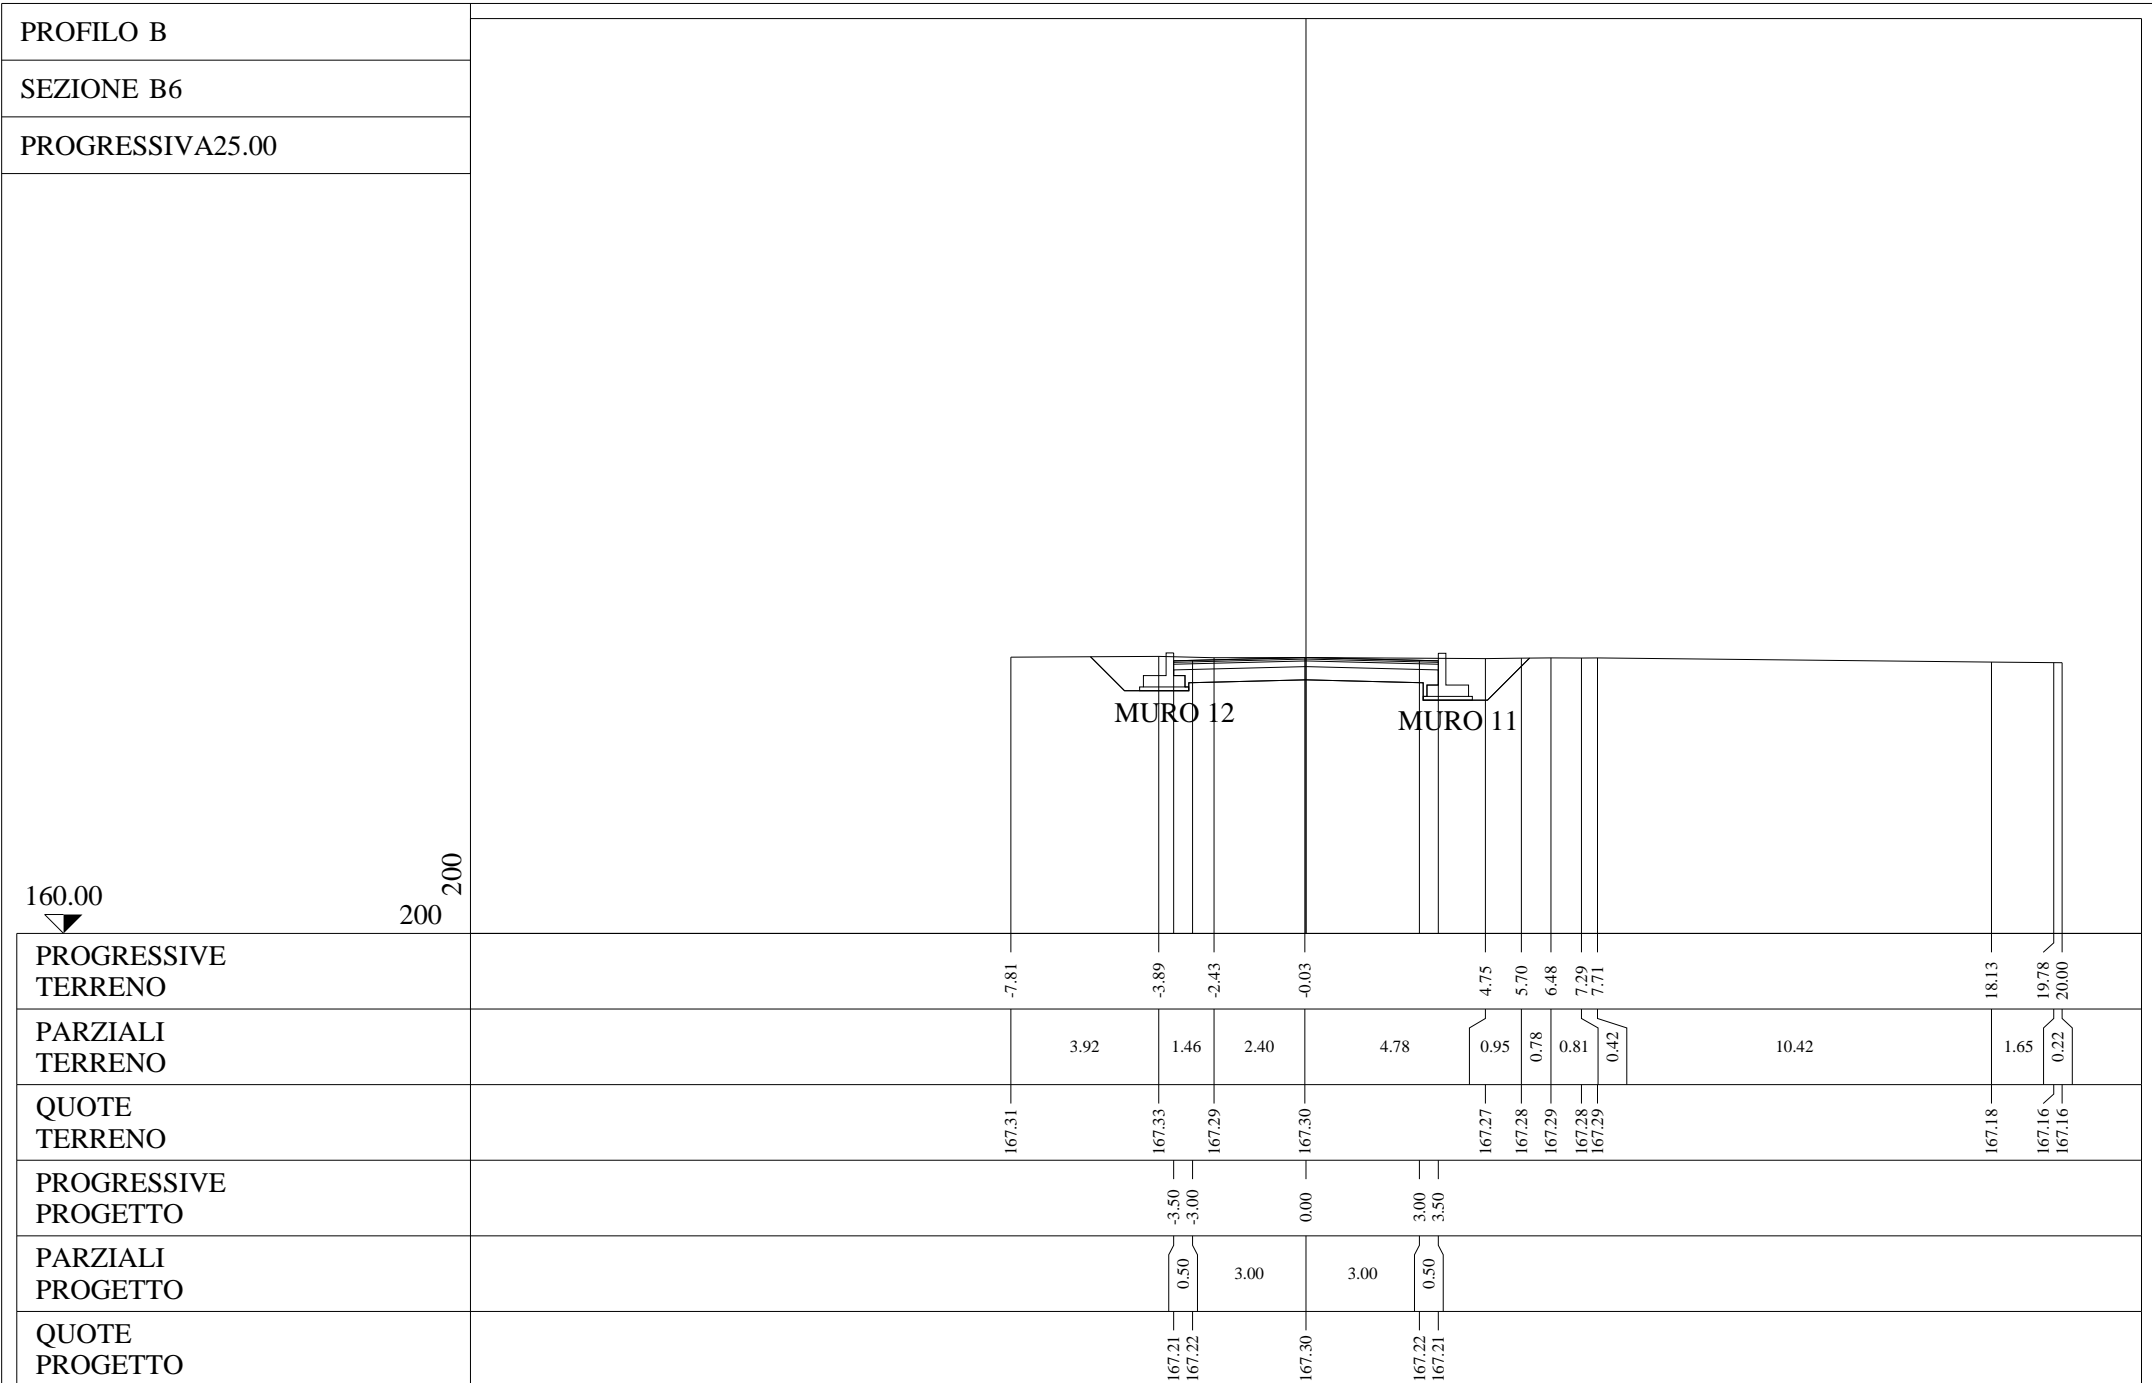 PROFILO B
SEZIONE B6
PROGRESSIVA25.00
MURO 12
MURO 11
200
160.00
200
PROGRESSIVE
TERRENO
-7.81 -3.89 -2.43 -0.03 4.75 5.70 6.48 7.29 7.71 18.13 19.78 20.00
PARZIALI
TERRENO
3.92 1.46 2.40 4.78 0.95 0.78 0.81 0.42 10.42 1.65 0.22
QUOTE
TERRENO
167.31 167.33 167.29 167.30 167.27 167.28 167.29 167.28 167.29 167.18 167.16 167.16
PROGRESSIVE
PROGETTO
-3.50 -3.00 0.00 3.00 3.50
PARZIALI
PROGETTO
0.50 3.00 3.00 0.50
QUOTE
PROGETTO
167.21 167.22 167.30 167.22 167.21